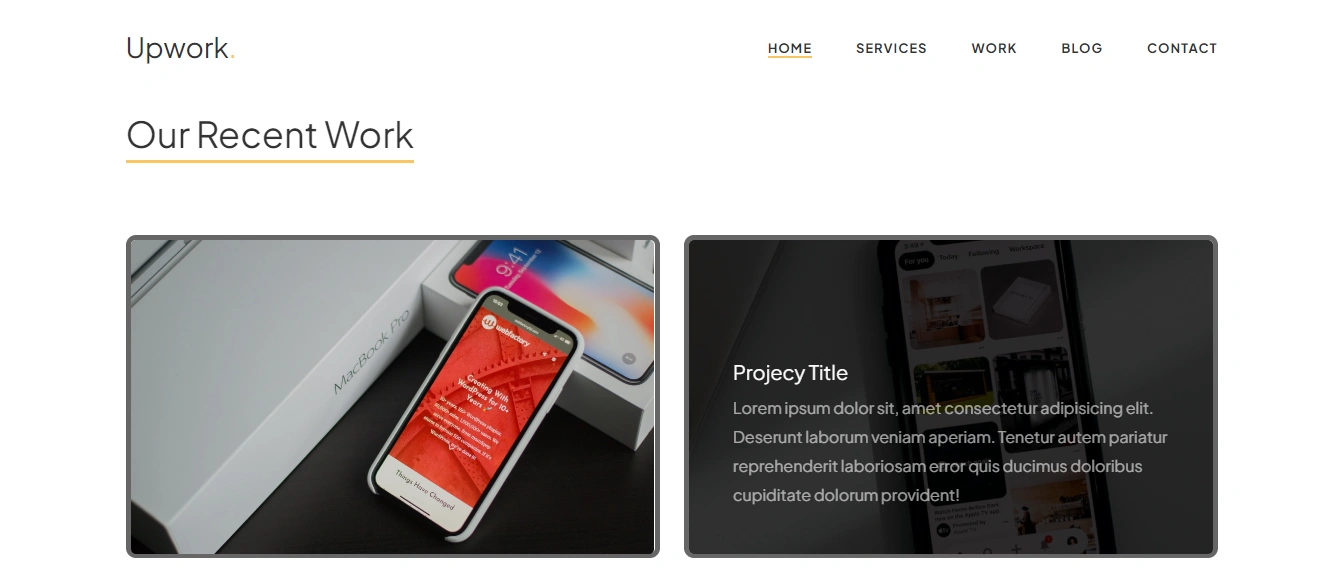 Upwork.
HOME SERVICES WORK BLOG CONTACT
Our Recent Work
9:41
MacBook Pro
webfactory
Creating With
WordPress for 10+
Years
Things Have Changed
For you Today Following Workspace
Projecy Title
Lorem ipsum dolor sit, amet consectetur adipisicing elit.
Deserunt laborum veniam aperiam. Tenetur autem pariatur
reprehenderit laboriosam error quis ducimus doloribus
cupiditate dolorum provident!